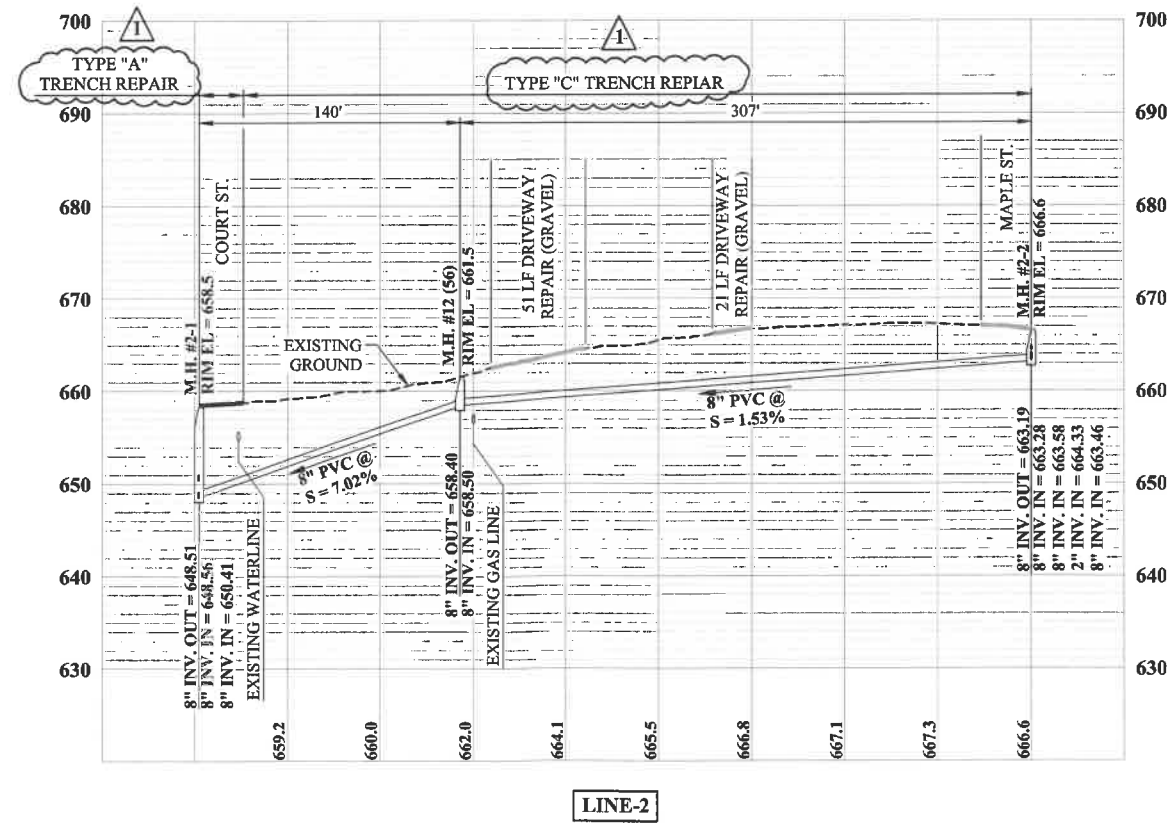 700
700
1
1
TYPE "A"
TRENCH REPAIR
TYPE "C" TRENCH REPIAR
690
690
140'
307'
680
680
COURT ST.
51 LF DRIVEWAY
REPAIR (GRAVEL)
21 LF DRIVEWAY
REPAIR (GRAVEL)
MAPLE ST.
M.H. #2-1
RIM EL = 658.5
M.H. #12 (56)
RIM EL = 661.5
M.H. #2-2
RIM EL = 666.6
670
670
EXISTING
GROUND
660
660
8" PVC @
S = 7.02%
8" PVC @
S = 1.53%
650
650
8" INV. OUT = 648.51
8" INV. IN = 648.56
8" INV. IN = 650.41
EXISTING WATERLINE
8" INV. OUT = 658.40
8" INV. IN = 658.50
EXISTING GAS LINE
8" INV. OUT = 663.19
8" INV. IN = 663.28
8" INV. IN = 663.58
2" INV. IN = 664.33
8" INV. IN = 663.46
640
640
630
630
659.2
660.0
662.0
664.1
665.5
666.8
667.1
667.3
666.6
LINE-2